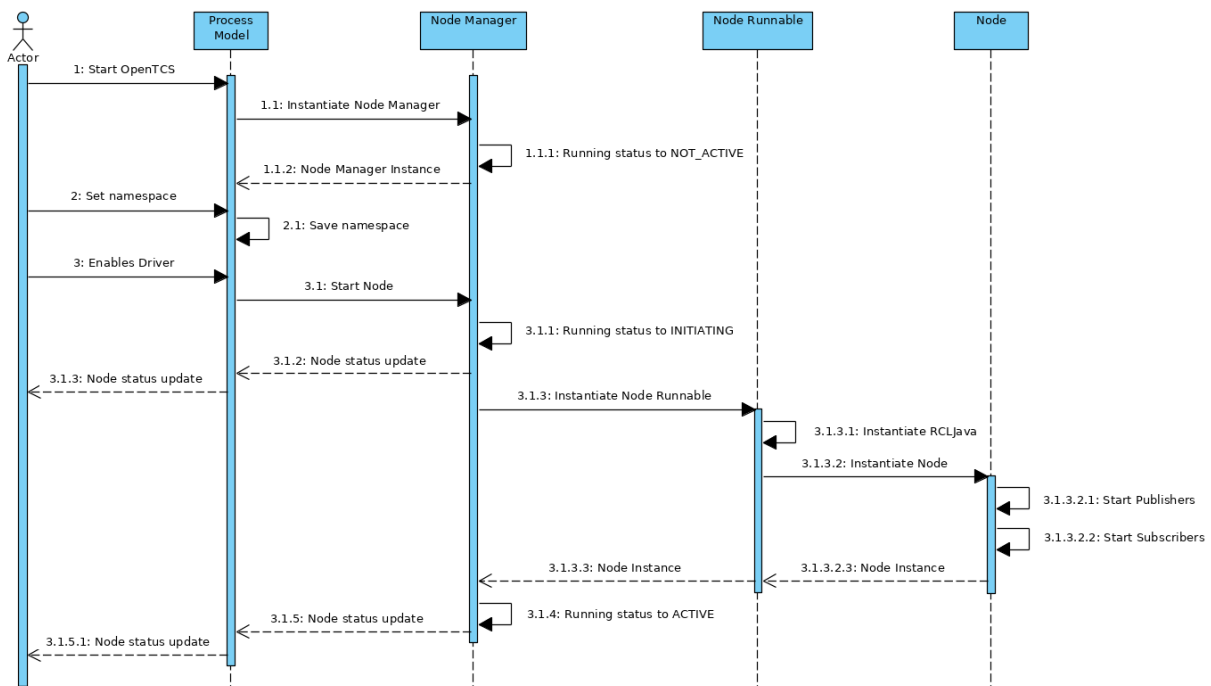 Process
Model
Node Manager
Node Runnable
Node
Actor
1: Start OpenTCS
1.1: Instantiate Node Manager
1.1.1: Running status to NOT_ACTIVE
1.1.2: Node Manager Instance
2: Set namespace
2.1: Save namespace
3: Enables Driver
3.1: Start Node
3.1.1: Running status to INITIATING
3.1.2: Node status update
3.1.3: Node status update
3.1.3: Instantiate Node Runnable
3.1.3.1: Instantiate RCLJava
3.1.3.2: Instantiate Node
3.1.3.2.1: Start Publishers
3.1.3.2.2: Start Subscribers
3.1.3.3: Node Instance
3.1.3.2.3: Node Instance
3.1.4: Running status to ACTIVE
3.1.5: Node status update
3.1.5.1: Node status update